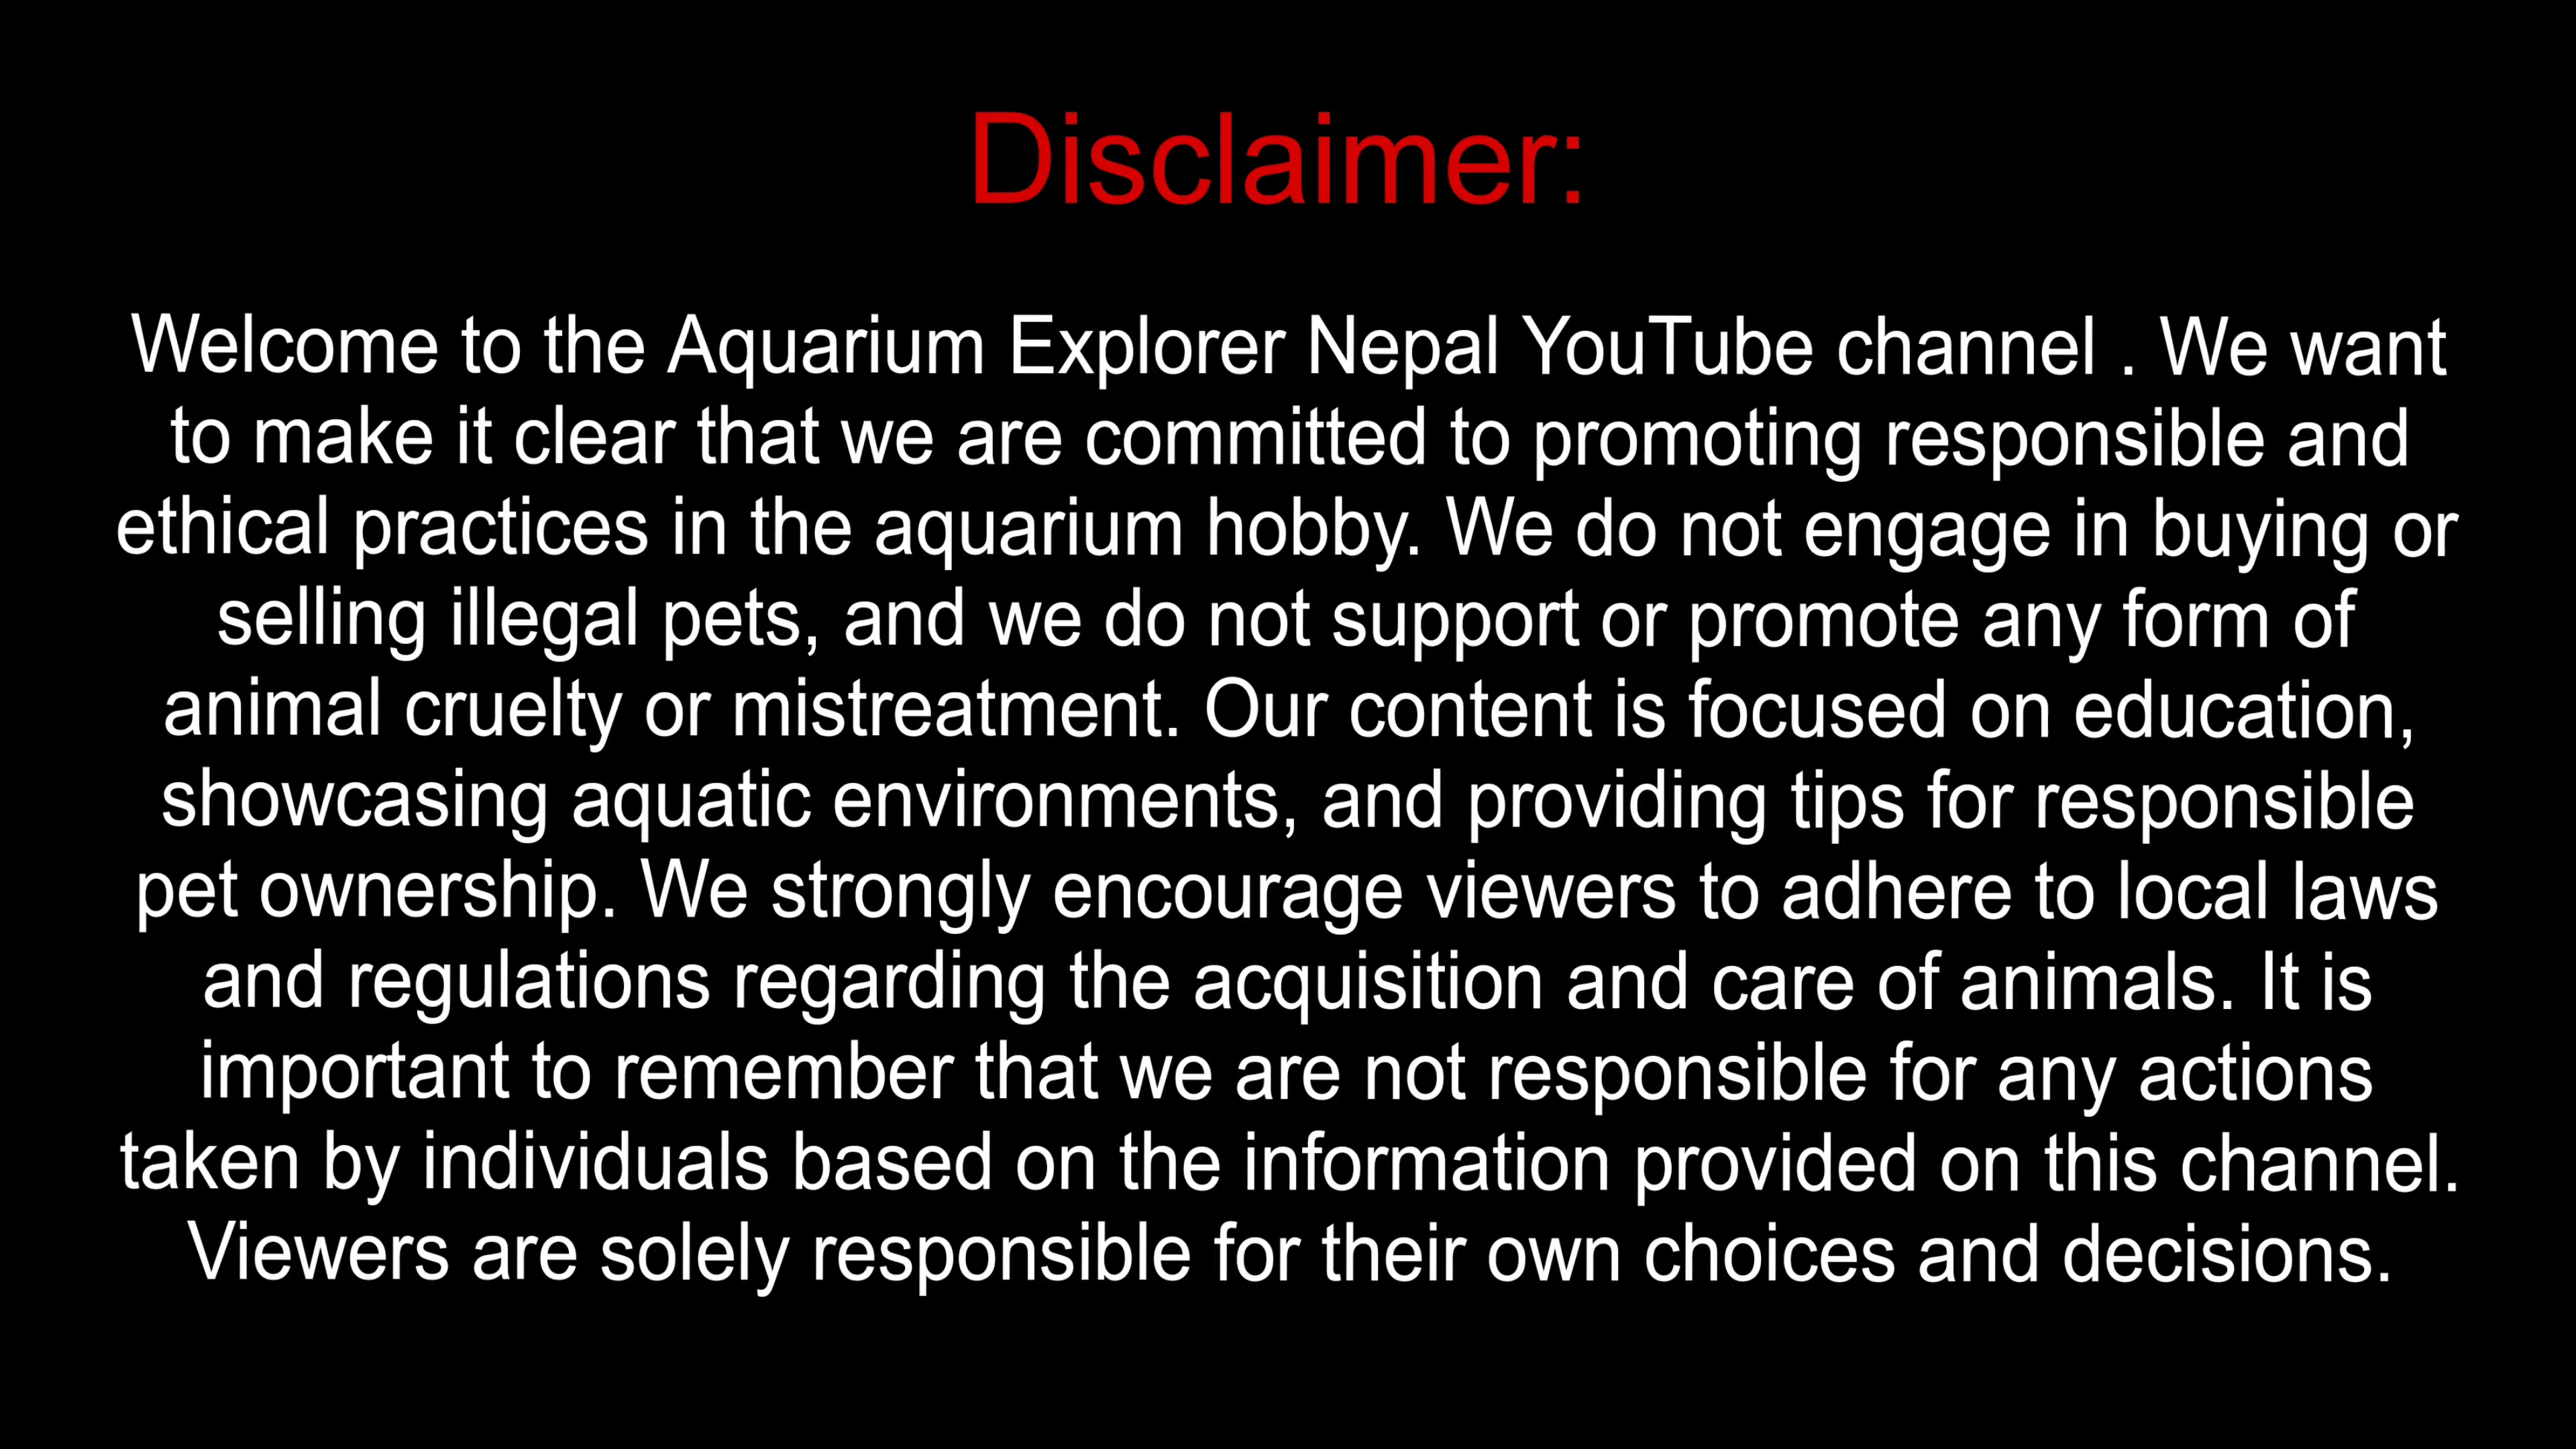 Disclaimer:
Welcome to the Aquarium Explorer Nepal YouTube channel . We want
to make it clear that we are committed to promoting responsible and
ethical practices in the aquarium hobby. We do not engage in buying or
selling illegal pets, and we do not support or promote any form of
animal cruelty or mistreatment. Our content is focused on education,
showcasing aquatic environments, and providing tips for responsible
pet ownership. We strongly encourage viewers to adhere to local laws
and regulations regarding the acquisition and care of animals. It is
important to remember that we are not responsible for any actions
taken by individuals based on the information provided on this channel.
Viewers are solely responsible for their own choices and decisions.